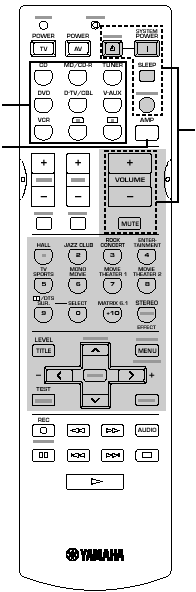 POWER POWER SYSTEM POWER
TV AV
CD MD/CD-R TUNER SLEEP
DVD D-TV/CBL V-AUX
VCR
AMP
+ + +
VOLUME
– – –
MUTE
HALL JAZZ CLUB ROCK CONCERT ENTER-TAINMENT
2 3 4
TV SPORTS MONO MOVIE MOVIE THEATER 1 MOVIE THEATER 2
5 6 7 8
/DTS SUR. SELECT MATRIX 6.1 STEREO
9 0 +10
EFFECT
LEVEL
TITLE MENU
– +
TEST
REC
AUDIO
YAMAHA